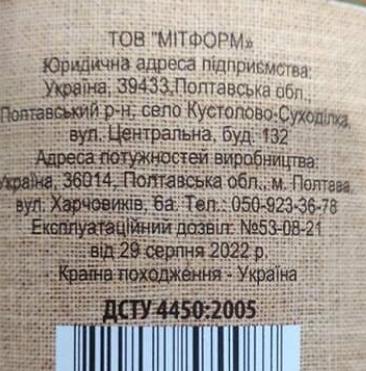 ТОВ "МІТФОРМ»
Юридична адреса підприємства:
Україна, 39433,Полтавська обл.,
Полтавський р-н, село Кустолово-Суходілка,
вул. Центральна, буд. 132
Адреса потужностей виробництва:
Україна, 36014, Полтавська обл., м. Полтава,
вул. Харчовиків, 6а. Тел.: 050-923-36-78
Експлуатаційний дозвіл: №53-08-21
від 29 серпня 2022 р.
Країна походження - Україна
ДСТУ 4450:2005